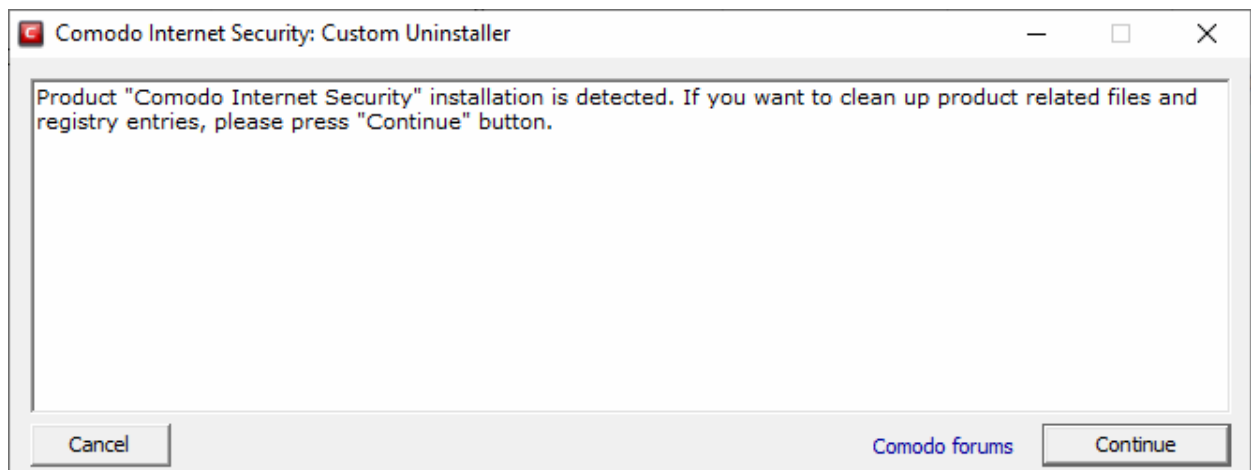 Comodo Internet Security: Custom Uninstaller
Product "Comodo Internet Security" installation is detected. If you want to clean up product related files and
registry entries, please press "Continue" button.
Cancel
Comodo forums
Continue